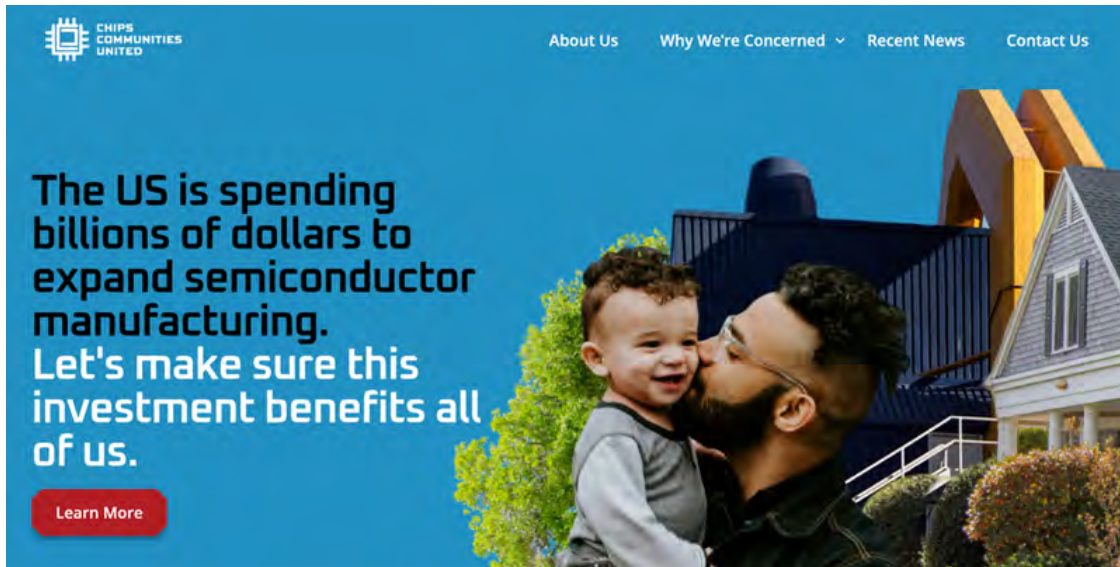 CHIPS
COMMUNITIES
UNITED
About Us Why We're Concerned Recent News Contact Us
The US is spending
billions of dollars to
expand semiconductor
manufacturing.
Let's make sure this
investment benefits all
of us.
Learn More